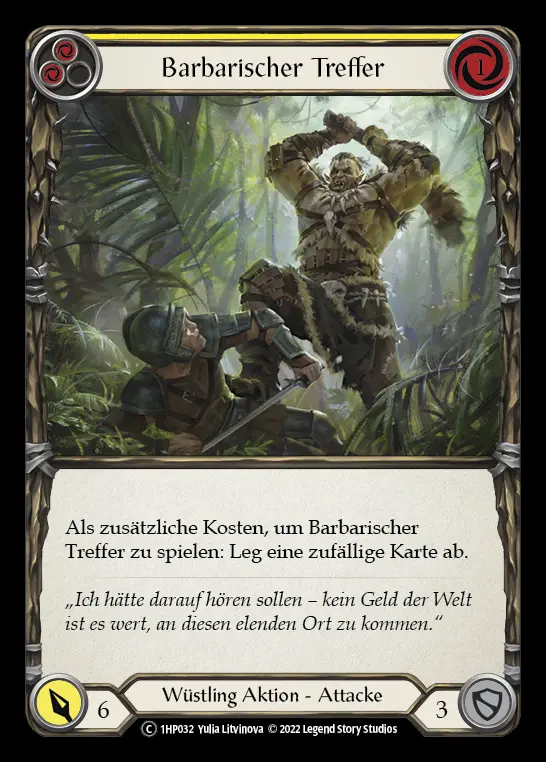 Barbarischer Treffer
1
Als zusätzliche Kosten, um Barbarischer
Treffer zu spielen: Leg eine zufällige Karte ab.
„Ich hätte darauf hören sollen – kein Geld der Welt
ist es wert, an diesen elenden Ort zu kommen.“
6
Wüstling Aktion - Attacke
3
C 1HP032 Yulia Litvinova © 2022 Legend Story Studios